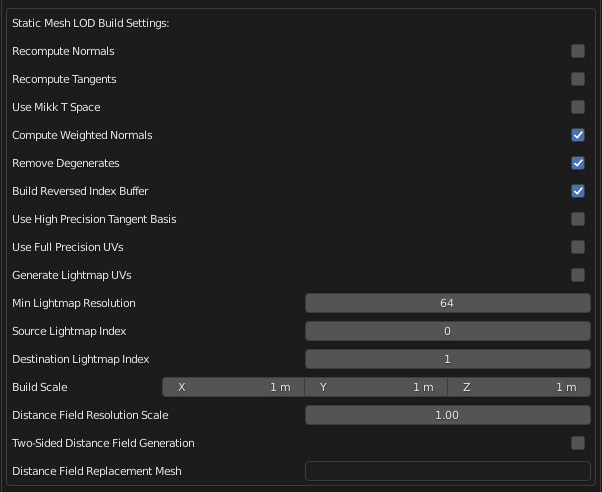 Static Mesh LOD Build Settings:
Recompute Normals
Recompute Tangents
Use Mikk T Space
Compute Weighted Normals
Remove Degenerates
Build Reversed Index Buffer
Use High Precision Tangent Basis
Use Full Precision UVs
Generate Lightmap UVs
Min Lightmap Resolution 64
Source Lightmap Index 0
Destination Lightmap Index 1
Build Scale X 1 m Y 1 m Z 1 m
Distance Field Resolution Scale 1.00
Two-Sided Distance Field Generation
Distance Field Replacement Mesh